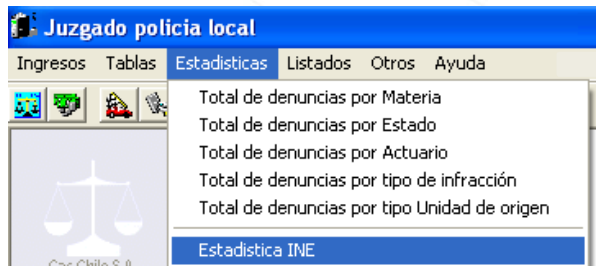 Juzgado policia local
Ingresos Tablas Estadisticas Listados Otros Ayuda
Total de denuncias por Materia
Total de denuncias por Estado
Total de denuncias por Actuario
Total de denuncias por tipo de infracción
Total de denuncias por tipo Unidad de origen
Estadistica INE
Cas Chile S.A.